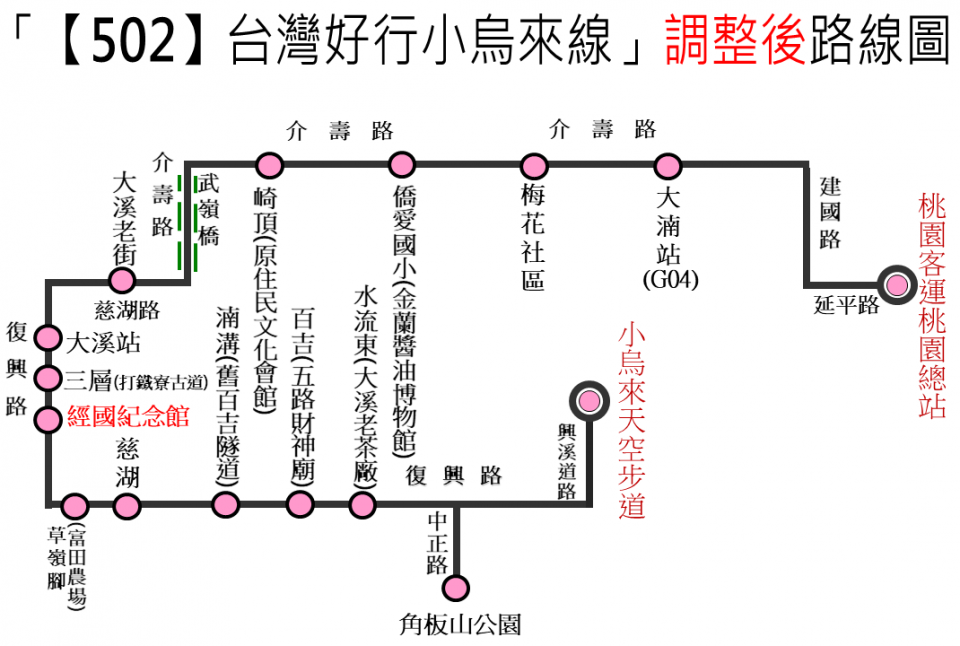 「【502】台灣好行小烏來線」調整後路線圖
介壽路
介壽路
介壽路
武嶺橋
建國路
延平路
桃園客運桃園總站
大湳站
(G04)
梅花社區
僑愛國小(金蘭醬油博物館)
崎頂(原住民文化會館)
大溪老街
慈湖路
復興路
大溪站
三層(打鐵寮古道)
經國紀念館
慈湖
草嶺腳
(富田農場)
湳溝(舊百吉隧道)
百吉(五路財神廟)
水流東(大溪老茶廠)
復興路
中正路
角板山公園
興溪道路
小烏來天空步道